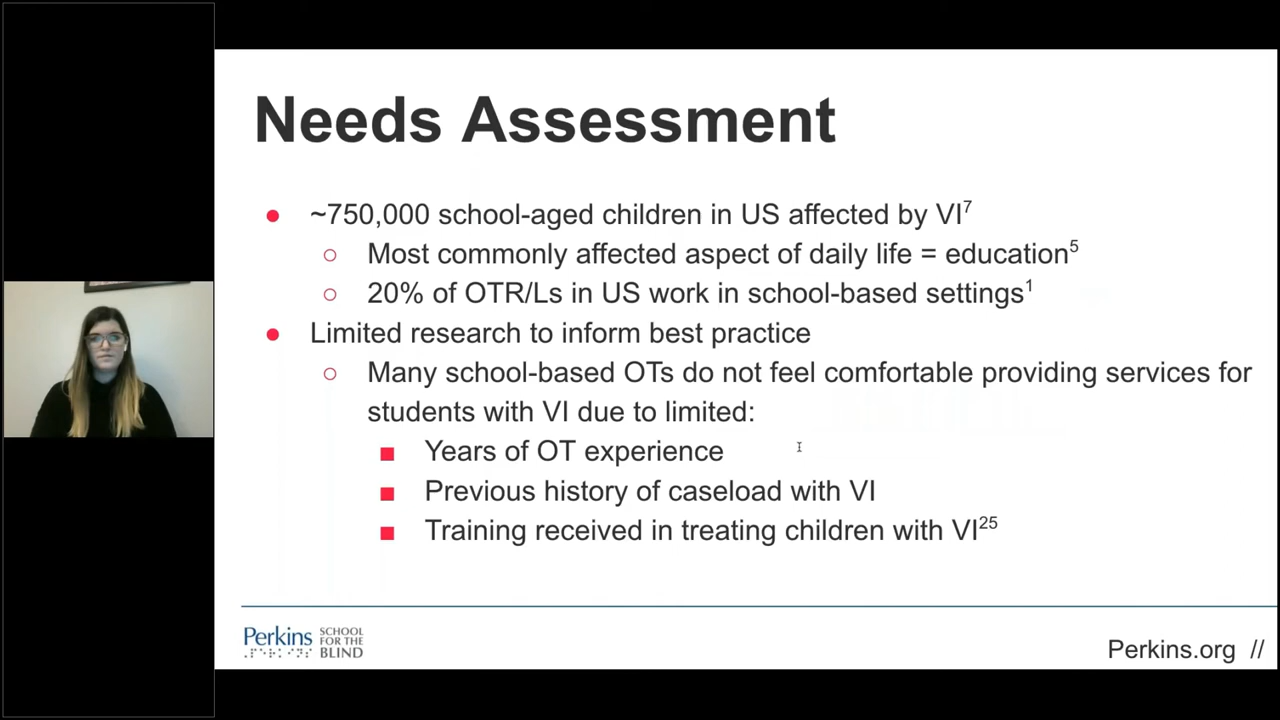 Needs Assessment
● ~750,000 school-aged children in US affected by VI⁷
○ Most commonly affected aspect of daily life = education⁵
○ 20% of OTR/Ls in US work in school-based settings¹
● Limited research to inform best practice
○ Many school-based OTs do not feel comfortable providing services for
students with VI due to limited:
■ Years of OT experience
■ Previous history of caseload with VI
■ Training received in treating children with VI²⁵
Perkins SCHOOL
FOR THE
BLIND
Perkins.org //